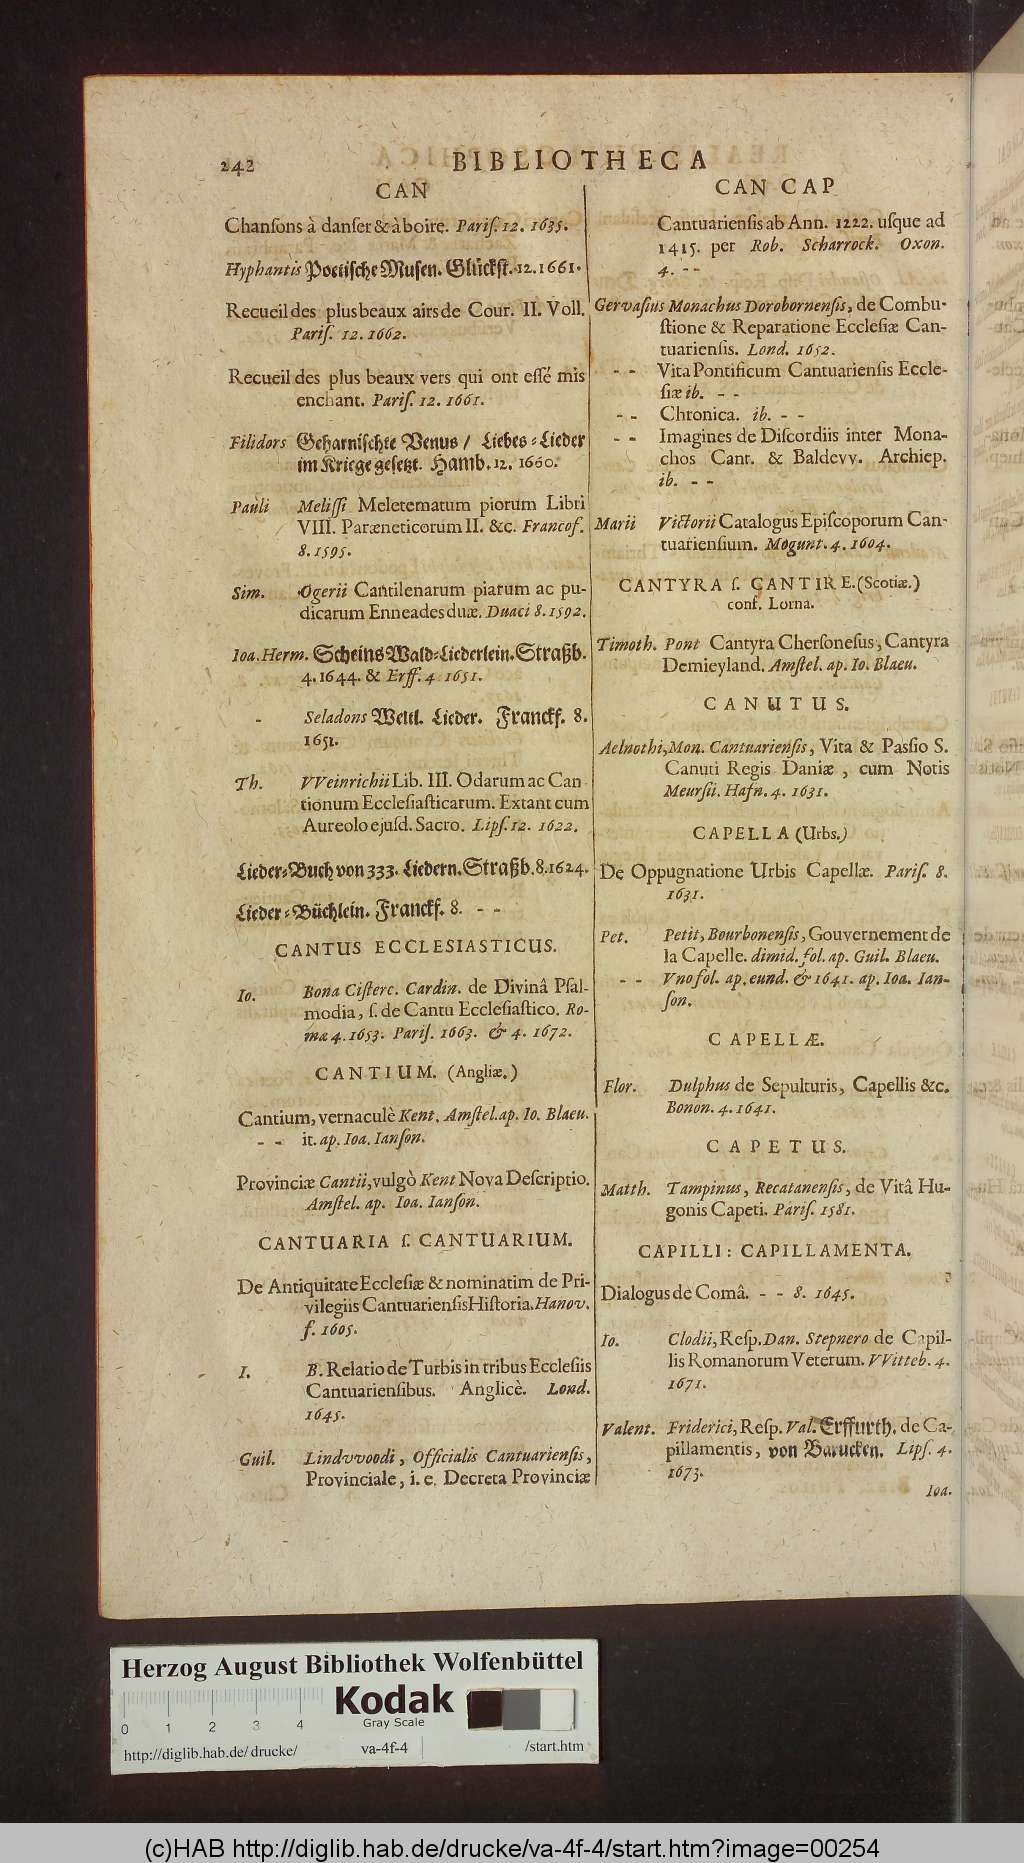 242
BIBLIOTHECA
CAN
Chansons à danser & à boire. Paris. 12. 1635.
Hyphantis Poetische Musen. Glückst. 12. 1661.
Recueil des plus beaux airs de Cour. II. Voll.
Paris. 12. 1662.
Recueil des plus beaux vers qui ont essé mis
enchant. Paris. 12. 1661.
Filidors Geharnischte Venus / Liebes-Lieder
im Kriege gesetzt. Hamb. 12. 1660.
Pauli Melissi Meletematum piorum Libri
VIII. Paræneticorum II. &c. Francof.
8. 1595.
Sim. Ogerii Cantilenarum piarum ac pu-
dicarum Enneades duæ. Duaci 8. 1592.
Ioa. Herm. Scheins Wald-Liederlein. Straßb.
4. 1644. & Erff. 4 1651.
- Seladons Weltl. Lieder. Franckf. 8.
1651.
Th. VVeinrichii Lib. III. Odarum ac Can
tionum Ecclesiasticarum. Extant cum
Aureolo ejusd. Sacro. Lips. 12. 1622.
Lieder-Buch von 333. Liedern. Straßb. 8. 1624.
Lieder-Büchlein. Franckf. 8. - -
CANTUS ECCLESIASTICUS.
Io. Bona Cisterc. Cardin. de Divinâ Psal-
modia, s. de Cantu Ecclesiastico. Ro-
mæ 4. 1653. Paris. 1663. & 4. 1672.
CANTIUM. (Angliæ.)
Cantium, vernaculè Kent. Amstel. ap. Io. Blaeu.
- - it. ap. Ioa. Ianson.
Provinciæ Cantii, vulgò Kent Nova Descriptio.
Amstel. ap. Ioa. Ianson.
CANTUARIA s. CANTUARIUM.
De Antiquitate Ecclesiæ & nominatim de Pri-
vilegiis Cantuariensis Historia. Hanov.
f. 1605.
I. B. Relatio de Turbis in tribus Ecclesiis
Cantuariensibus. Anglicè. Lond.
1645.
Guil. Lindvvoodi, Officialis Cantuariensis,
Provinciale, i. e. Decreta Provinciæ
CAN CAP
Cantuariensis ab Ann. 1222. usque ad
1415. per Rob. Scharrock. Oxon.
4. - -
Gervasius Monachus Dorobornensis, de Combu-
stione & Reparatione Ecclesiæ Can-
tuariensis. Lond. 1652.
- - Vita Pontificum Cantuariensis Eccle-
siæ ib. - -
- - Chronica. ib. - -
- - Imagines de Discordiis inter Mona-
chos Cant. & Baldevv. Archiep.
ib. - -
Marii Victorii Catalogus Episcoporum Can-
tuariensium. Mogunt. 4. 1604.
CANTYRA s. CANTIRE. (Scotiæ.)
conf. Lorna.
Timoth. Pont Cantyra Chersonesus, Cantyra
Demieyland. Amstel. ap. Io. Blaeu.
CANUTUS.
Aelnothi, Mon. Cantuariensis, Vita & Passio S.
Canuti Regis Daniæ, cum Notis
Meursii. Hafn. 4. 1631.
CAPELLA (Urbs.)
De Oppugnatione Urbis Capellæ. Paris. 8.
1631.
Pet. Petit, Bourbonensis, Gouvernement de
la Capelle. dimid. fol. ap. Guil. Blaeu.
- - Vno fol. ap. eund. & 1641. ap. Ioa. Ian-
son.
CAPELLÆ.
Flor. Dulphus de Sepulturis, Capellis &c.
Bonon. 4. 1641.
CAPETUS.
Matth. Tampinus, Recatanensis, de Vitâ Hu-
gonis Capeti. Paris. 1581.
CAPILLI: CAPILLAMENTA.
Dialogus de Comâ. - - 8. 1645.
Io. Clodii, Resp. Dan. Stepnero de Capil-
lis Romanorum Veterum. VVitteb. 4.
1671.
Valent. Friderici, Resp. Val. Erffurth. de Ca-
pillamentis, von Barucken. Lips. 4.
1673.
Ioa.
Herzog August Bibliothek Wolfenbüttel
Kodak
Gray Scale
0 1 2 3 4
http://diglib.hab.de/ drucke/ va-4f-4 /start.htm
(c)HAB http://diglib.hab.de/drucke/va-4f-4/start.htm?image=00254